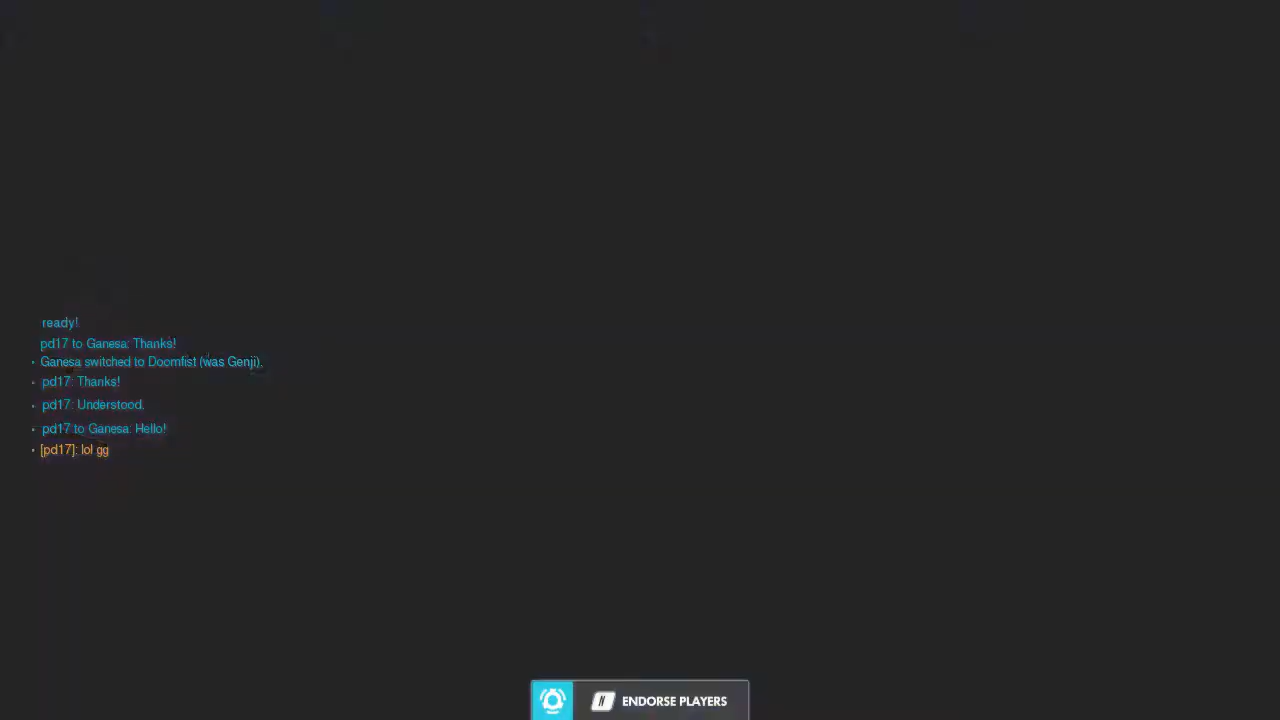 ready!
pd17 to Ganesa: Thanks!
Ganesa switched to Doomfist (was Genji).
pd17: Thanks!
pd17: Understood.
pd17 to Ganesa: Hello!
[pd17]: lol gg
N ENDORSE PLAYERS